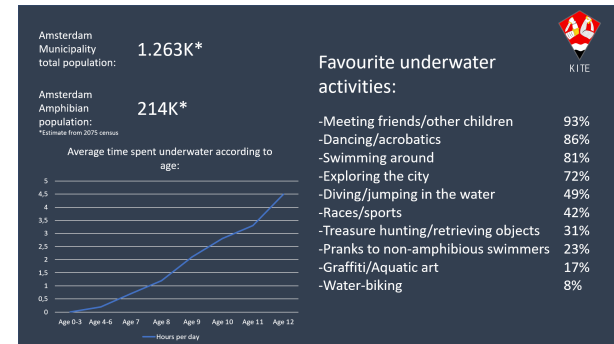 Amsterdam
Municipality
total population:
1.263K*
Amsterdam
Amphibian
population:
*Estimate from 2075 census
214K*
Average time spent underwater according to
age:
5
4,5
4
3,5
3
2,5
2
1,5
1
0,5
0
Age 0-3 Age 4-6 Age 7 Age 8 Age 9 Age 10 Age 11 Age 12
Hours per day
KITE
Favourite underwater
activities:
-Meeting friends/other children 93%
-Dancing/acrobatics 86%
-Swimming around 81%
-Exploring the city 72%
-Diving/jumping in the water 49%
-Races/sports 42%
-Treasure hunting/retrieving objects 31%
-Pranks to non-amphibious swimmers 23%
-Graffiti/Aquatic art 17%
-Water-biking 8%